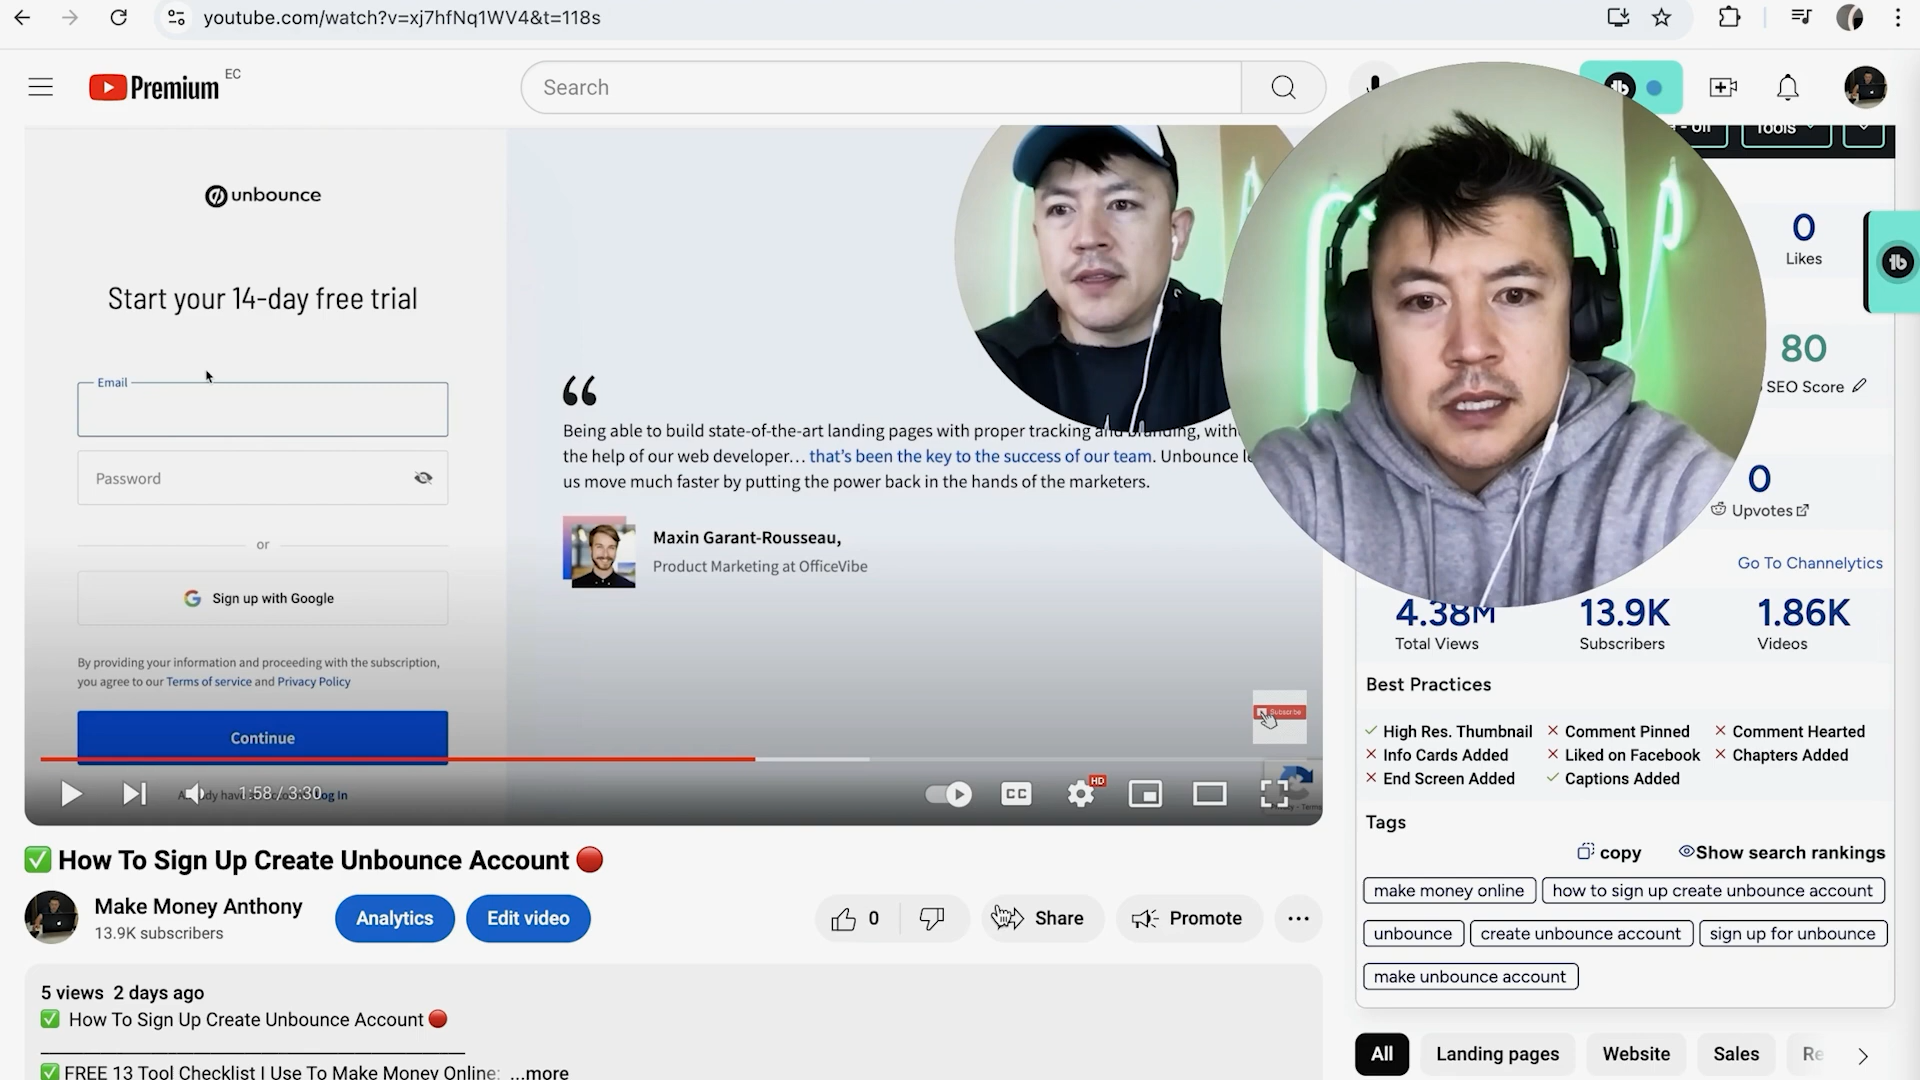 youtube.com/watch?v=xj7hfNq1WV4&t=118s
Premium
EC
Search
Tools
unbounce
Start your 14-day free trial
Email
Password
or
Sign up with Google
By providing your information and proceeding with the subscription,
you agree to our Terms of service and Privacy Policy
Continue
Log In
“
Being able to build state-of-the-art landing pages with proper tracking and branding,
the help of our web developer… that’s been the key to the success of our team. Unbounce
us move much faster by putting the power back in the hands of the marketers.
Maxin Garant-Rousseau,
Product Marketing at OfficeVibe
Subscribe
1:58 / 3:30
CC
HD
0
Likes
80
SEO Score
0
Upvotes
Go To Channelytics
4.38M
Total Views
13.9K
Subscribers
1.86K
Videos
Best Practices
High Res. Thumbnail
Comment Pinned
Comment Hearted
Info Cards Added
Liked on Facebook
Chapters Added
End Screen Added
Captions Added
Tags
copy
Show search rankings
make money online
how to sign up create unbounce account
unbounce
create unbounce account
sign up for unbounce
make unbounce account
All
Landing pages
Website
Sales
✅ How To Sign Up Create Unbounce Account 🔴
Make Money Anthony
13.9K subscribers
Analytics
Edit video
0
Share
Promote
5 views 2 days ago
✅ How To Sign Up Create Unbounce Account 🔴
✅ FREE 13 Tool Checklist I Use To Make Money Online: ...more